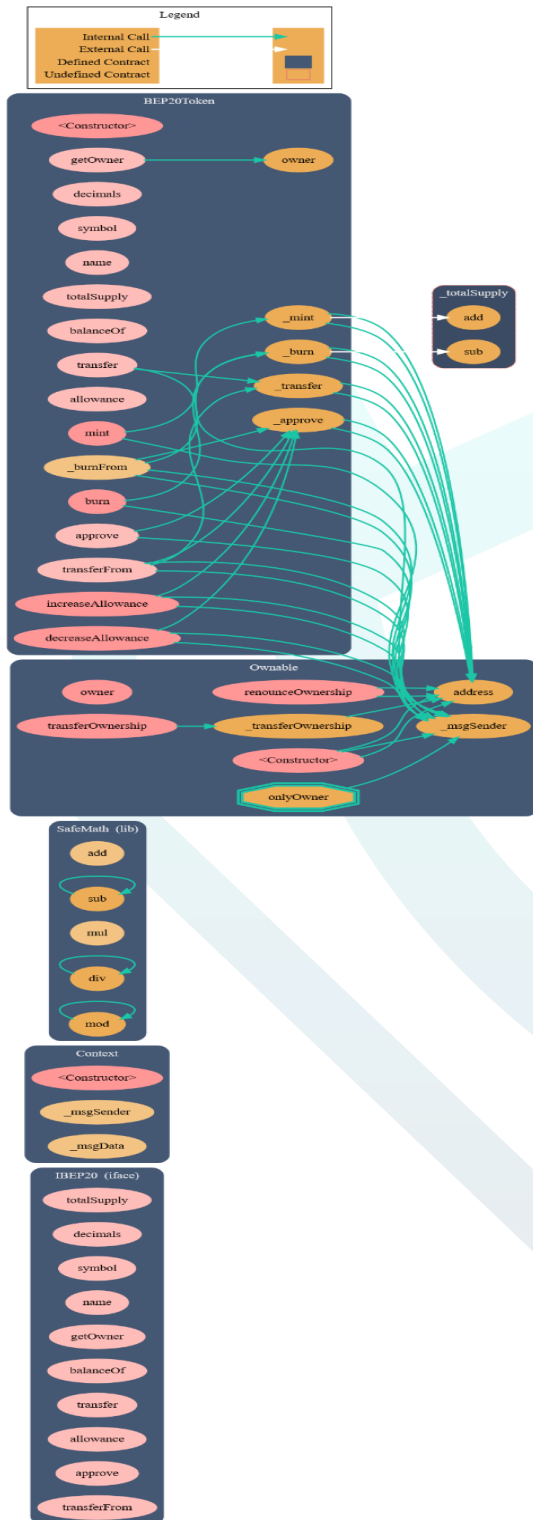 Legend
Internal Call
External Call
Defined Contract
Undefined Contract
BEP20Token
<Constructor>
getOwner
owner
decimals
symbol
name
totalSupply
_totalSupply
balanceOf
_mint
add
transfer
_burn
sub
allowance
_transfer
mint
_approve
_burnFrom
burn
approve
transferFrom
increaseAllowance
decreaseAllowance
Ownable
owner
renounceOwnership
address
transferOwnership
_transferOwnership
_msgSender
<Constructor>
onlyOwner
SafeMath (lib)
add
sub
mul
div
mod
Context
<Constructor>
_msgSender
_msgData
IBEP20 (iface)
totalSupply
decimals
symbol
name
getOwner
balanceOf
transfer
allowance
approve
transferFrom